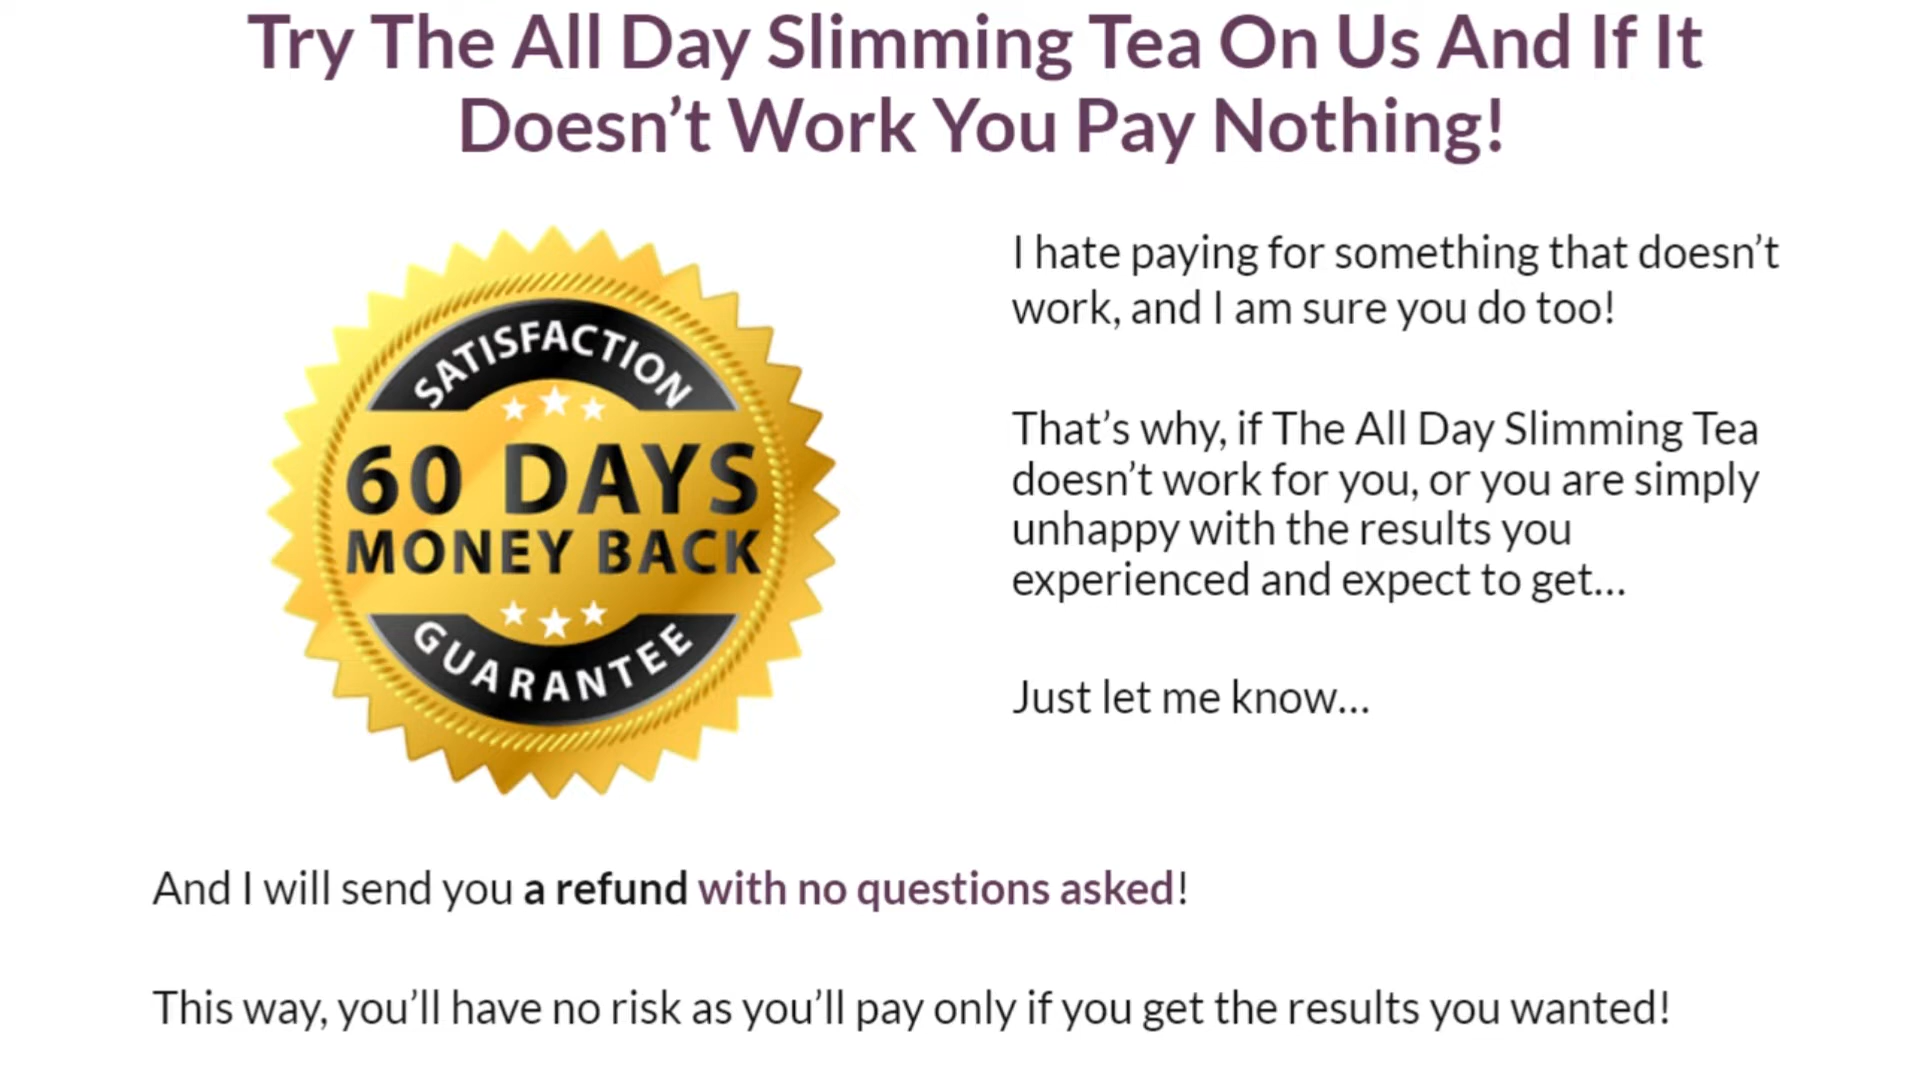 Try The All Day Slimming Tea On Us And If It
Doesn’t Work You Pay Nothing!
SATISFACTION
60 DAYS
MONEY BACK
GUARANTEE
I hate paying for something that doesn’t
work, and I am sure you do too!
That’s why, if The All Day Slimming Tea
doesn’t work for you, or you are simply
unhappy with the results you
experienced and expect to get...
Just let me know...
And I will send you a refund with no questions asked!
This way, you’ll have no risk as you’ll pay only if you get the results you wanted!